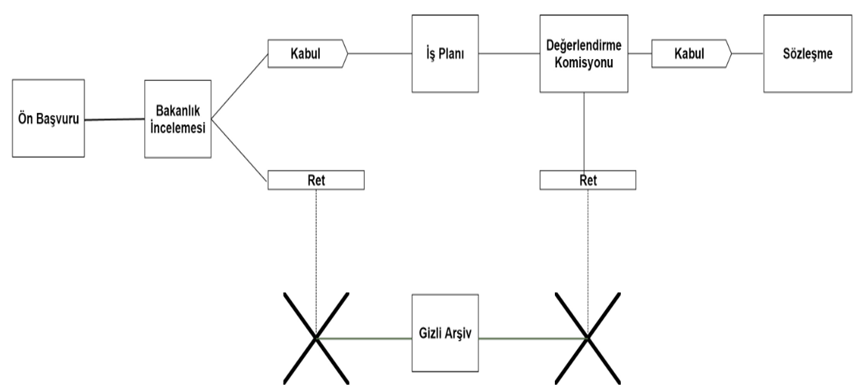 Ön Başvuru
Bakanlık
İncelemesi
Kabul
İş Planı
Değerlendirme
Komisyonu
Kabul
Sözleşme
Ret
Ret
Gizli Arşiv